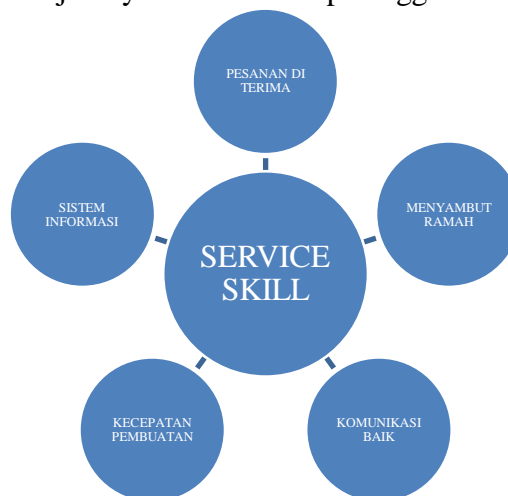 PESANAN DI
TERIMA
MENYAMBUT
RAMAH
SERVICE
SKILL
SISTEM
INFORMASI
KECEPATAN
PEMBUATAN
KOMUNIKASI
BAIK